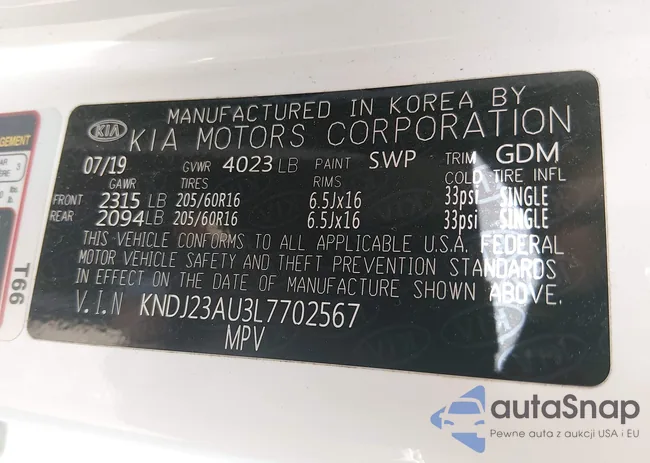 MANUFACTURED IN KOREA BY
KIA KIA MOTORS CORPORATION
07/19 GVWR 4023 LB PAINT SWP TRIM GDM
GAWR TIRES RIMS COLD TIRE INFL
FRONT 2315 LB 205/60R16 6.5Jx16 33psi SINGLE
REAR 2094 LB 205/60R16 6.5Jx16 33psi SINGLE
THIS VEHICLE CONFORMS TO ALL APPLICABLE U.S.A. FEDERAL
MOTOR VEHICLE SAFETY AND THEFT PREVENTION STANDARDS
IN EFFECT ON THE DATE OF MANUFACTURE SHOWN ABOVE.
V.I.N KNDJ23AU3L7702567
MPV
T66
autaSnap
Pewne auta z aukcji USA i EU